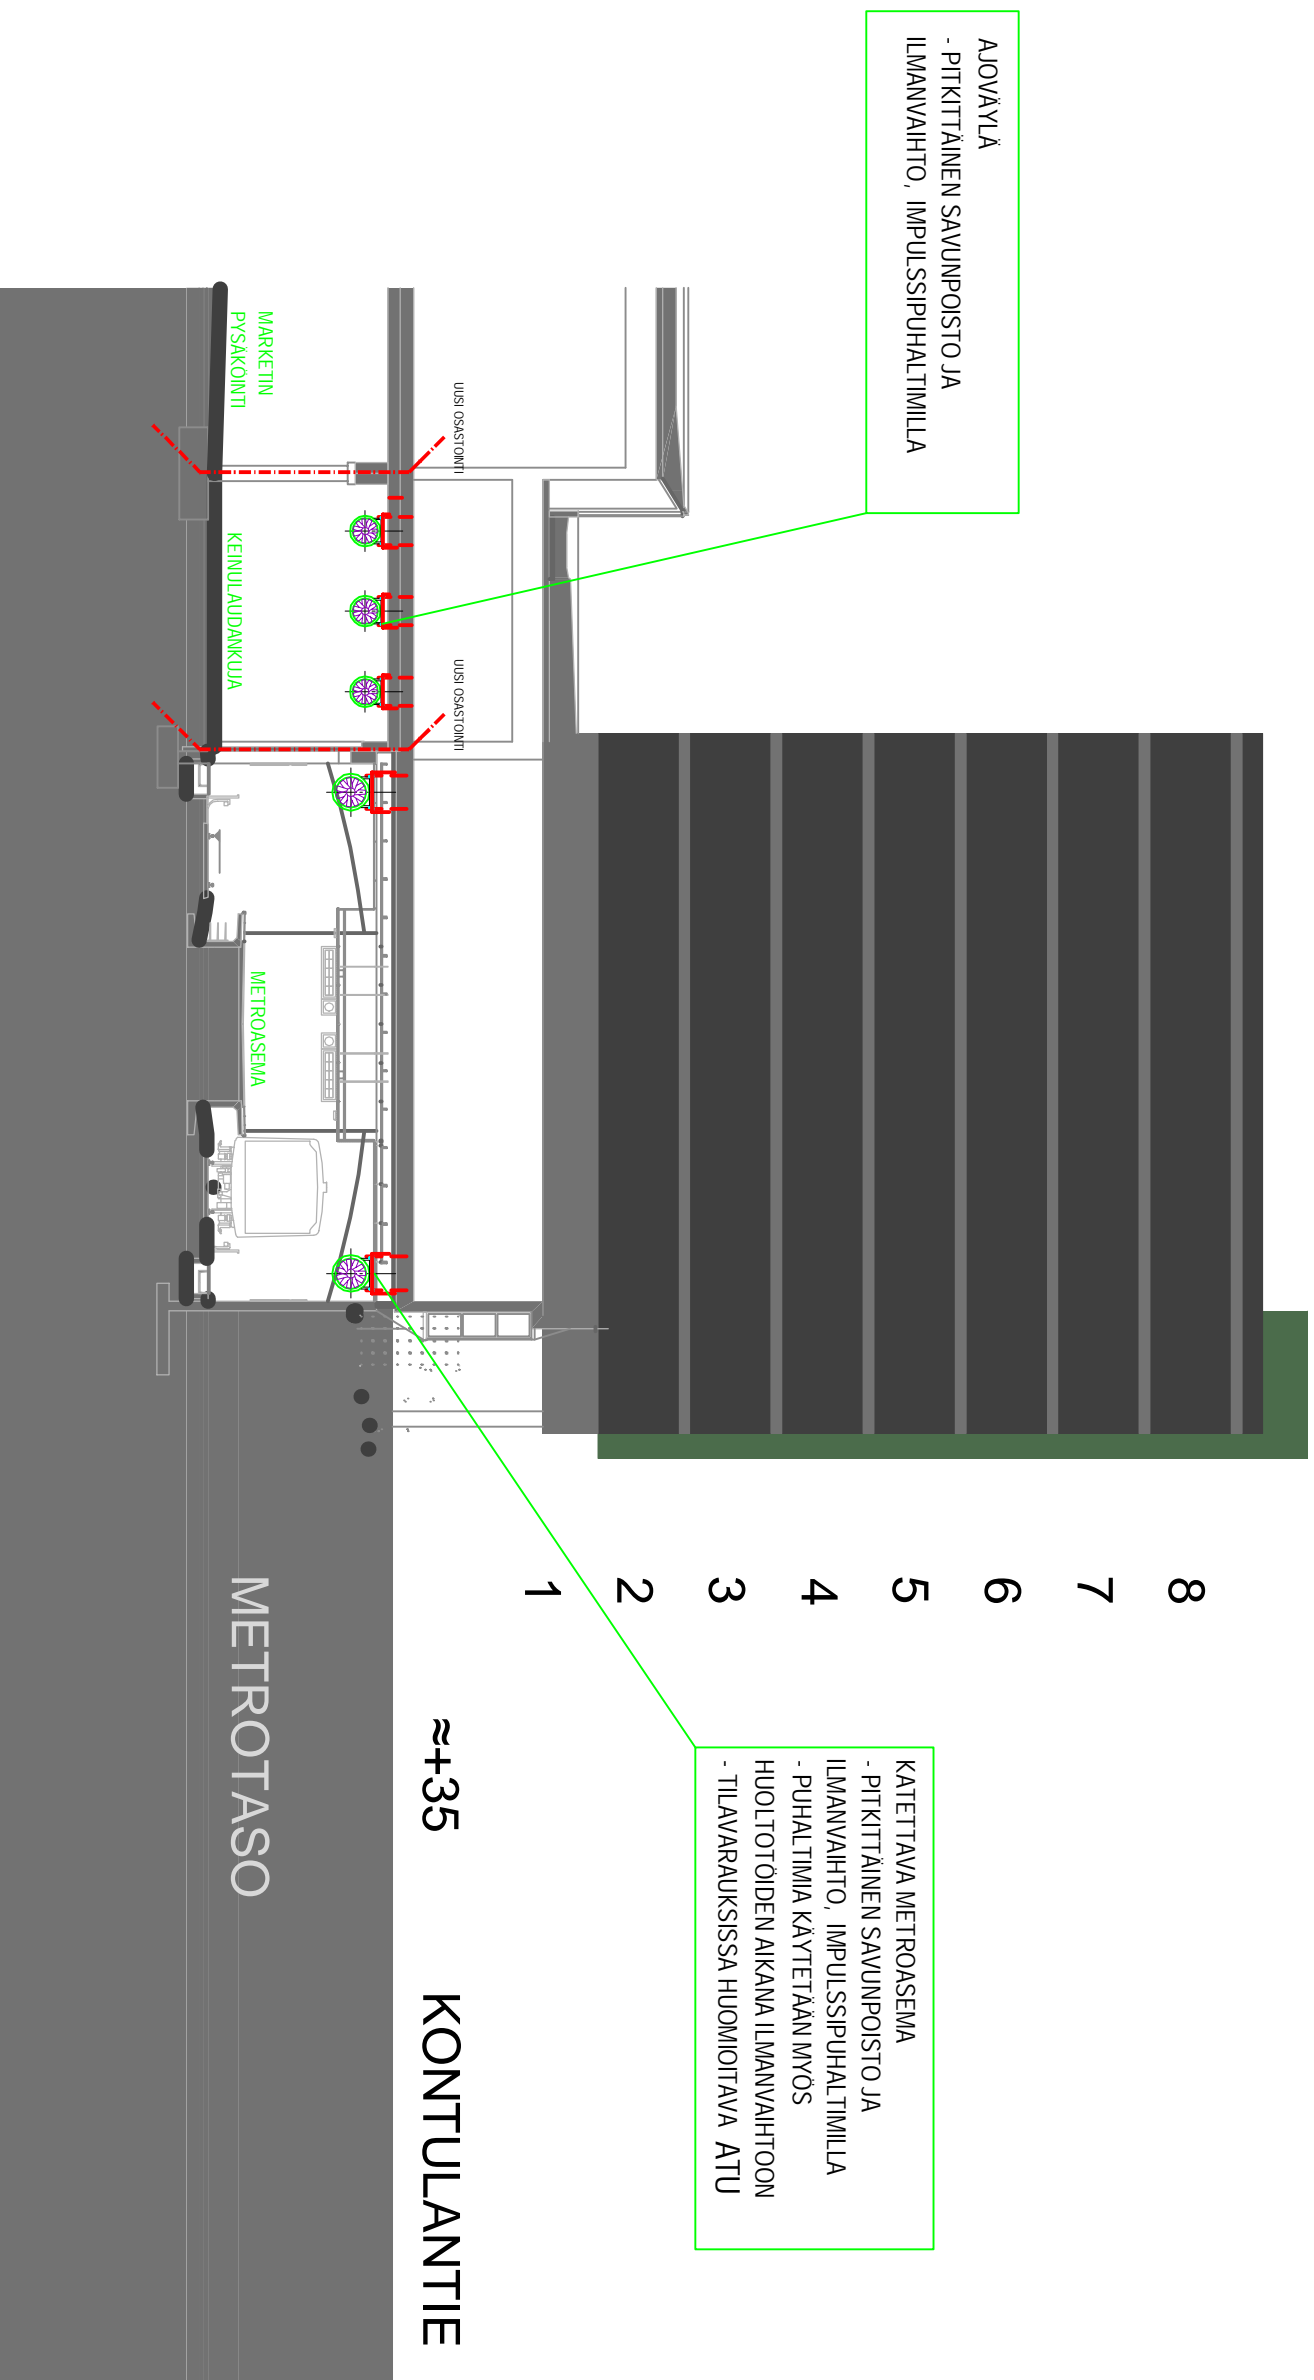 AJOVÄYLÄ
- PITKITTÄINEN SAVUNPOISTO JA
ILMANVAIHTO, IMPULSSIPUHALTIMILLA
8
7
6
5
4
3
2
1
KATETTAVA METROASEMA
- PITKITTÄINEN SAVUNPOISTO JA
ILMANVAIHTO, IMPULSSIPUHALTIMILLA
- PUHALTIMIA KÄYTETÄÄN MYÖS
HUOLTOTÖIDEN AIKANA ILMANVAIHTOON
- TILAVARAUKSISSA HUOMIOITAVA ATU
UUSI OSASTOINTI
UUSI OSASTOINTI
≈+35
KONTULANTIE
MARKETIN
PYSÄKÖINTI
KEINULAUDANKUJA
METROASEMA
METROTASO